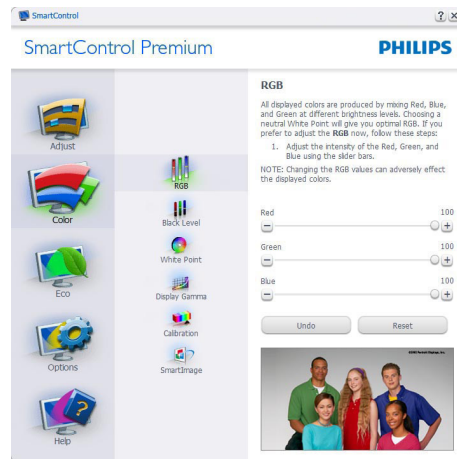 SmartControl
SmartControl Premium
PHILIPS
Adjust
Color
Eco
Options
Help
RGB
Black Level
White Point
Display Gamma
Calibration
SmartImage
RGB
All displayed colors are produced by mixing Red, Blue,
and Green at different brightness levels. Choosing a
neutral White Point will give you optimal RGB. If you
prefer to adjust the RGB now, follow these steps:
1. Adjust the intensity of the Red, Green, and
Blue using the slider bars.
NOTE: Changing the RGB values can adversely effect
the displayed colors.
Red 100
Green 100
Blue 100
Undo Reset